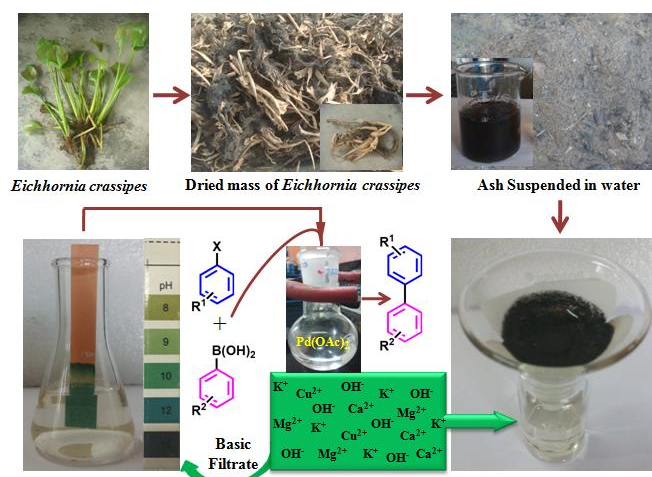 Eichhornia crassipes
Dried mass of Eichhornia crassipes
Ash Suspended in water
pH
8
9
10
12
X
R¹
+
B(OH)₂
R²
Pd(OAc)₂
R¹
R²
Basic
Filtrate
K⁺ Cu²⁺ OH⁻ K⁺ OH⁻
OH⁻ Ca²⁺ Mg²⁺
Mg²⁺ K⁺ OH⁻ K⁺
Cu²⁺ Ca²⁺
OH⁻ Mg²⁺ K⁺ OH⁻ Ca²⁺